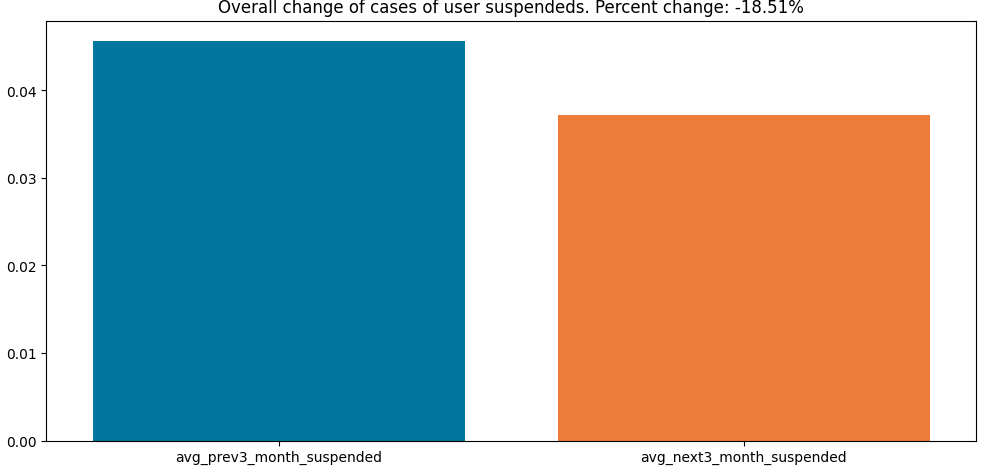 Overall change of cases of user suspendeds. Percent change: -18.51%
0.04
0.03
0.02
0.01
0.00
avg_prev3_month_suspended
avg_next3_month_suspended